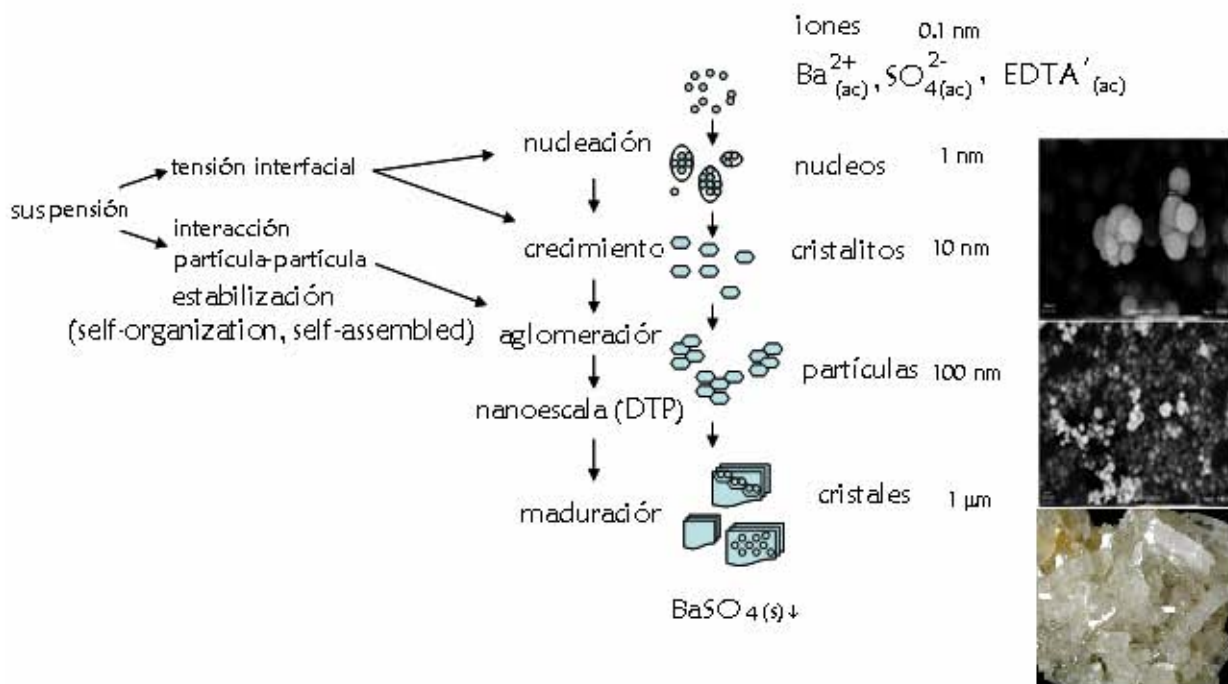 iones 0.1 nm
Ba2+(ac), SO42-(ac), EDTA´(ac)
nucleación
nucleos 1 nm
tensión interfacial
suspensión
interacción
partícula-partícula
crecimiento
cristalitos 10 nm
estabilización
(self-organization, self-assembled)
aglomeración
partículas 100 nm
nanoescala (DTP)
maduración
cristales 1 µm
BaSO4(s)↓